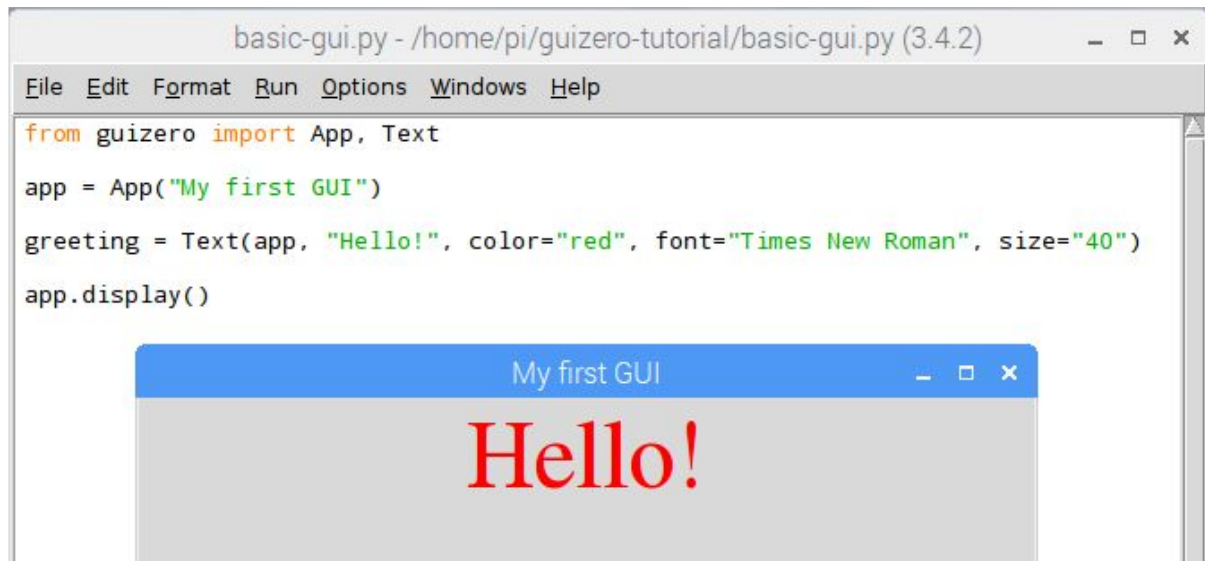 basic-gui.py - /home/pi/guizero-tutorial/basic-gui.py (3.4.2)
File Edit Format Run Options Windows Help
from guizero import App, Text
app = App("My first GUI")
greeting = Text(app, "Hello!", color="red", font="Times New Roman", size="40")
app.display()
My first GUI
Hello!